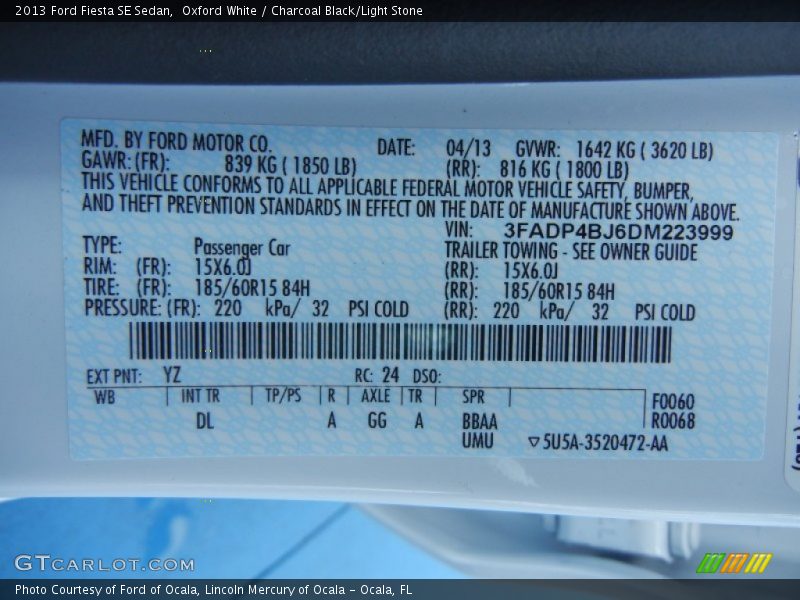 2013 Ford Fiesta SE Sedan,  Oxford White / Charcoal Black/Light Stone
MFD. BY FORD MOTOR CO. DATE: 04/13 GVWR: 1642 KG ( 3620 LB)
GAWR: (FR): 839 KG ( 1850 LB) (RR): 816 KG ( 1800 LB)
THIS VEHICLE CONFORMS TO ALL APPLICABLE FEDERAL MOTOR VEHICLE SAFETY, BUMPER,
AND THEFT PREVENTION STANDARDS IN EFFECT ON THE DATE OF MANUFACTURE SHOWN ABOVE.
VIN: 3FADP4BJ6DM223999
TYPE: Passenger Car TRAILER TOWING - SEE OWNER GUIDE
RIM: (FR): 15X6.0J (RR): 15X6.0J
TIRE: (FR): 185/60R15 84H (RR): 185/60R15 84H
PRESSURE: (FR): 220 kPa/ 32 PSI COLD (RR): 220 kPa/ 32 PSI COLD
EXT PNT: YZ RC: 24 DSO:
WB INT TR TP/PS R AXLE TR SPR F0060
DL A GG A BBAA R0068
UMU ▽5U5A-3520472-AA
GTCARLOT.COM
Photo Courtesy of Ford of Ocala, Lincoln Mercury of Ocala - Ocala, FL